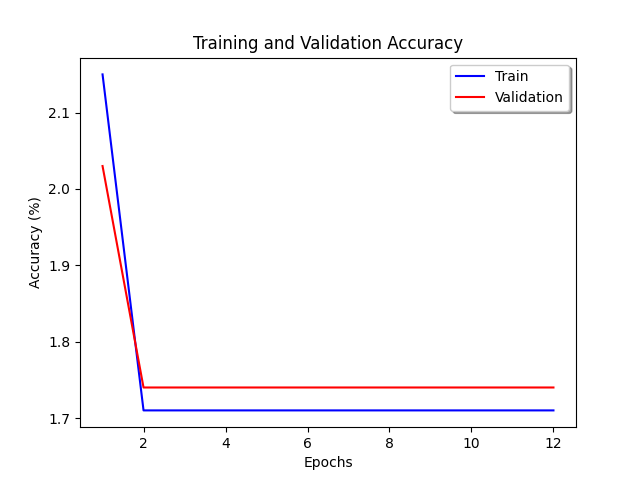 Training and Validation Accuracy
Train
Validation
2.1
2.0
1.9
1.8
1.7
Accuracy (%)
2 4 6 8 10 12
Epochs